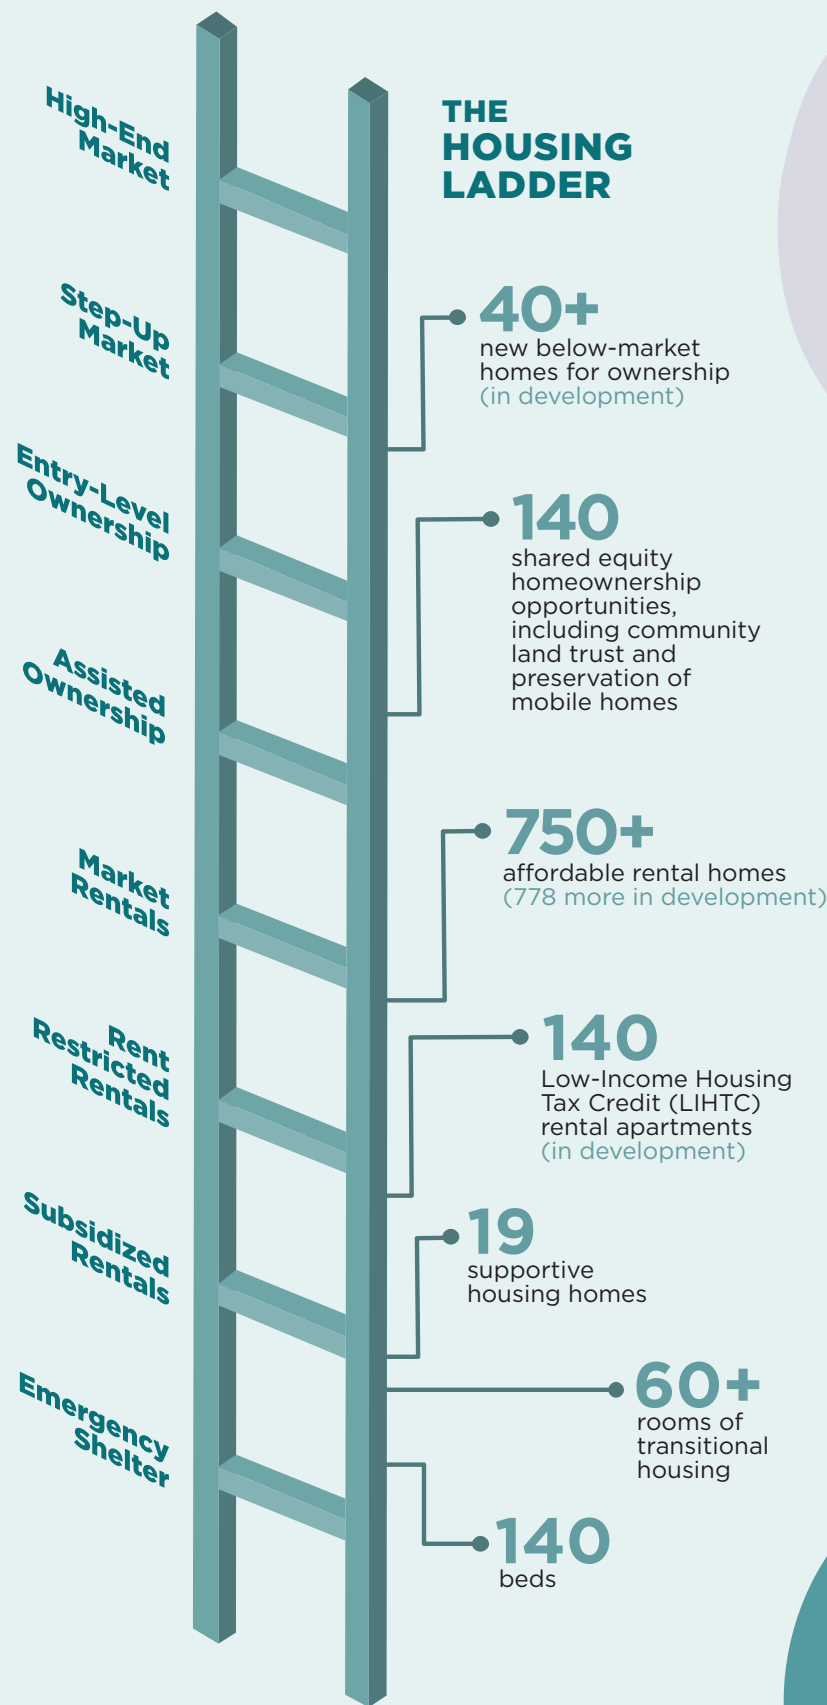 THE
HOUSING
LADDER
High-End
Market
Step-Up
Market
Entry-Level
Ownership
Assisted
Ownership
Market
Rentals
Rent
Restricted
Rentals
Subsidized
Rentals
Emergency
Shelter
40+
new below-market
homes for ownership
(in development)
140
shared equity
homeownership
opportunities,
including community
land trust and
preservation of
mobile homes
750+
affordable rental homes
(778 more in development)
140
Low-Income Housing
Tax Credit (LIHTC)
rental apartments
(in development)
19
supportive
housing homes
60+
rooms of
transitional
housing
140
beds